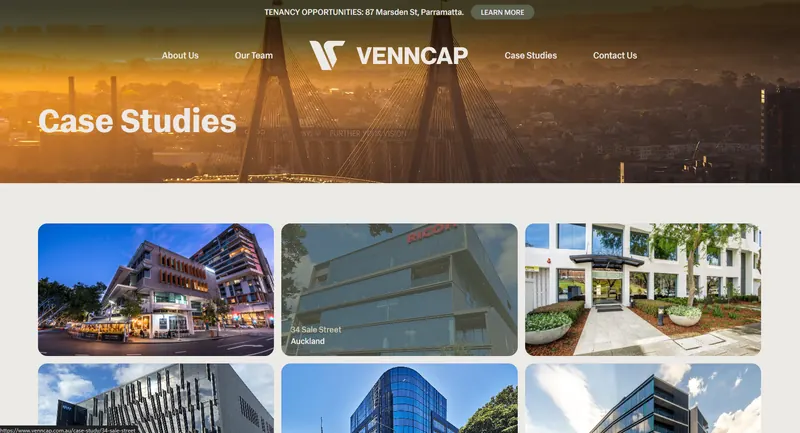 TENANCY OPPORTUNITIES: 87 Marsden St, Parramatta. LEARN MORE
About Us Our Team VENNCAP Case Studies Contact Us
Case Studies
RICOH
34 Sale Street
Auckland
https://www.venncap.com.au/case-study/34-sale-street